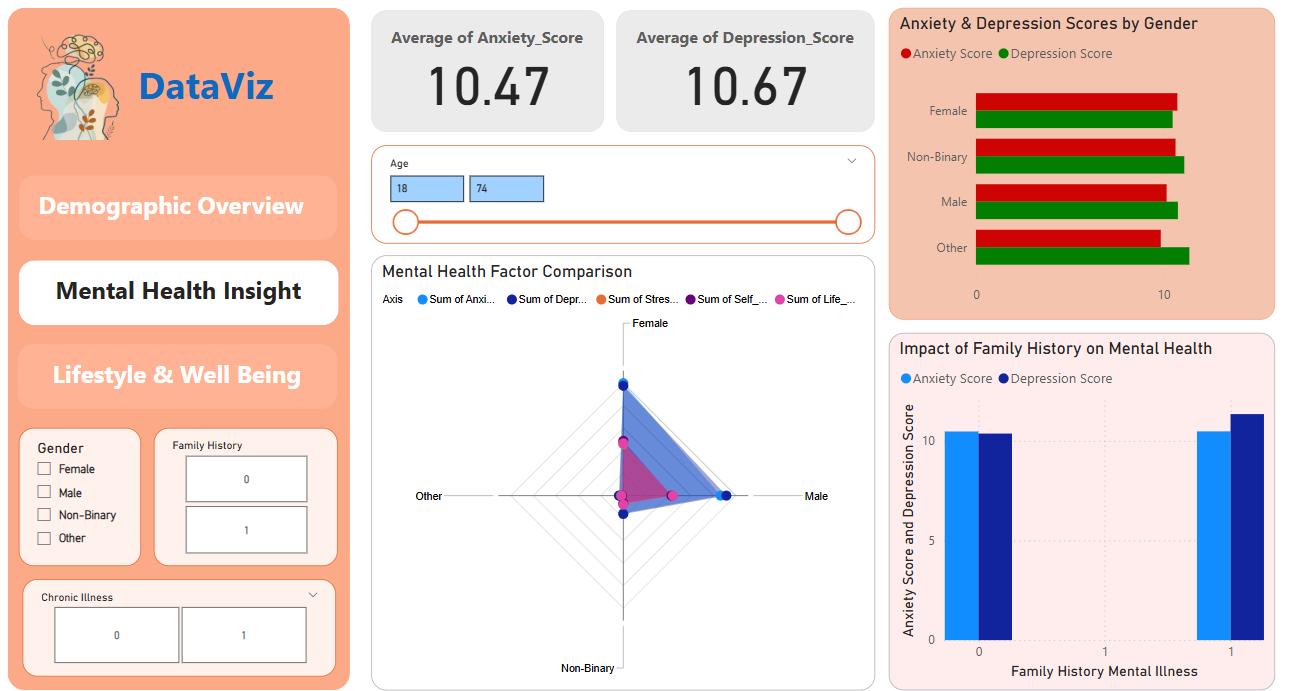 DataViz
Demographic Overview
Mental Health Insight
Lifestyle & Well Being
Gender
Female
Male
Non-Binary
Other
Family History
0
1
Chronic Illness
0 1
Average of Anxiety_Score
10.47
Average of Depression_Score
10.67
Age
18 74
Mental Health Factor Comparison
Axis Sum of Anxi... Sum of Depr... Sum of Stres... Sum of Self_... Sum of Life_...
Female
Other Male
Non-Binary
Anxiety & Depression Scores by Gender
Anxiety Score Depression Score
Female
Non-Binary
Male
Other
0 10
Impact of Family History on Mental Health
Anxiety Score Depression Score
Anxiety Score and Depression Score
10
5
0
0 1 1
Family History Mental Illness